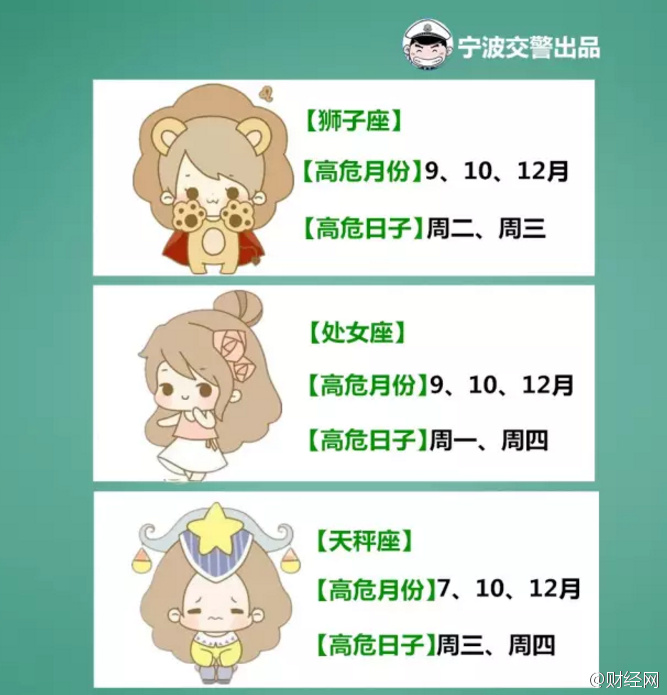 宁波交警出品
【狮子座】
【高危月份】9、10、12月
【高危日子】周二、周三
【处女座】
【高危月份】9、10、12月
【高危日子】周一、周四
【天秤座】
【高危月份】7、10、12月
【高危日子】周三、周四
@财经网